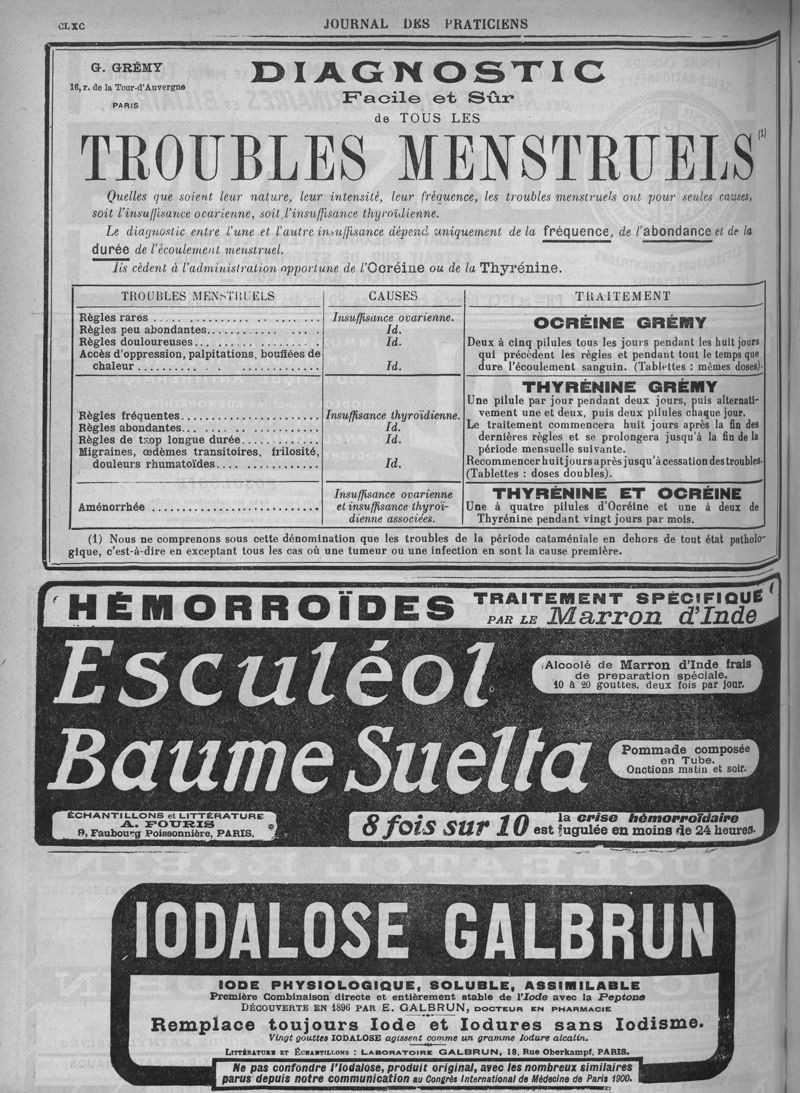 CLXC
JOURNAL DES PRATICIENS
G. GRÉMY
16, r. de la Tour-d'Auvergne
PARIS
DIAGNOSTIC
Facile et Sûr
de TOUS LES
TROUBLES MENSTRUELS (1)
Quelles que soient leur nature, leur intensité, leur fréquence, les troubles menstruels ont pour seules causes,
soit l'insuffisance ocarienne, soit l'insuffisance thyroïdienne.
Le diagnostic entre l'une et l'autre insuffisance dépend uniquement de la fréquence, de l'abondance et de la
durée de l'écoulement menstruel.
Ils cèdent à l'administration opportune de l'Ocréine ou de la Thyrénine.
TROUBLES MENSTRUELS
CAUSES
TRAITEMENT
Règles rares
Règles peu abondantes
Règles douloureuses
Accès d'oppression, palpitations, bouffées de
chaleur
Insuffisance ovarienne.
Id.
Id.
Id.
OCRÉINE GRÉMY
Deux à cinq pilules tous les jours pendant les huit jours
qui précèdent les règles et pendant tout le temps que
dure l'écoulement sanguin. (Tablettes : mêmes doses).
Règles fréquentes
Règles abondantes
Règles de trop longue durée
Migraines, œdèmes transitoires, frilosité,
douleurs rhumatoïdes
Insuffisance thyroïdienne.
Id.
Id.
Id.
THYRÉNINE GRÉMY
Une pilule par jour pendant deux jours, puis alternati-
vement une et deux, puis deux pilules chaque jour.
Le traitement commencera huit jours après la fin des
dernières règles et se prolongera jusqu'à la fin de la
période mensuelle suivante.
Recommencer huit jours après jusqu'à cessation des troubles.
(Tablettes : doses doubles).
Aménorrhée
Insuffisance ovarienne
et insuffisance thyroï-
dienne associées.
THYRÉNINE ET OCRÉINE
Une à quatre pilules d'Ocréine et une à deux de
Thyrénine pendant vingt jours par mois.
(1) Nous ne comprenons sous cette dénomination que les troubles de la période cataméniale en dehors de tout état patholo-
gique, c'est-à-dire en exceptant tous les cas où une tumeur ou une infection en sont la cause première.
HÉMORROÏDES
TRAITEMENT SPÉCIFIQUE
PAR LE Marron d'Inde
Esculéol
Alcoolé de Marron d'Inde frais
de preparation spéciale.
10 à 20 gouttes, deux fois par jour.
Baume Suelta
Pommade composée
en Tube.
Onctions matin et soir.
ÉCHANTILLONS et LITTÉRATURE
A. FOURIS
9, Faubourg Poissonnière, PARIS.
8 fois sur 10
la crise hémorroïdaire
est jugulée en moins de 24 heures.
IODALOSE GALBRUN
IODE PHYSIOLOGIQUE, SOLUBLE, ASSIMILABLE
Première Combinaison directe et entièrement stable de l'Iode avec la Peptone
DÉCOUVERTE EN 1896 PAR E. GALBRUN, DOCTEUR EN PHARMACIE
Remplace toujours Iode et Iodures sans Iodisme.
Vingt gouttes IODALOSE agissent comme un gramme Iodure alcalin.
LITTÉRATURE ET ÉCHANTILLONS : LABORATOIRE GALBRUN, 18, Rue Oberkampf, PARIS.
Ne pas confondre l'Iodalose, produit original, avec les nombreux similaires
parus depuis notre communication au Congrès International de Médecine de Paris 1900.